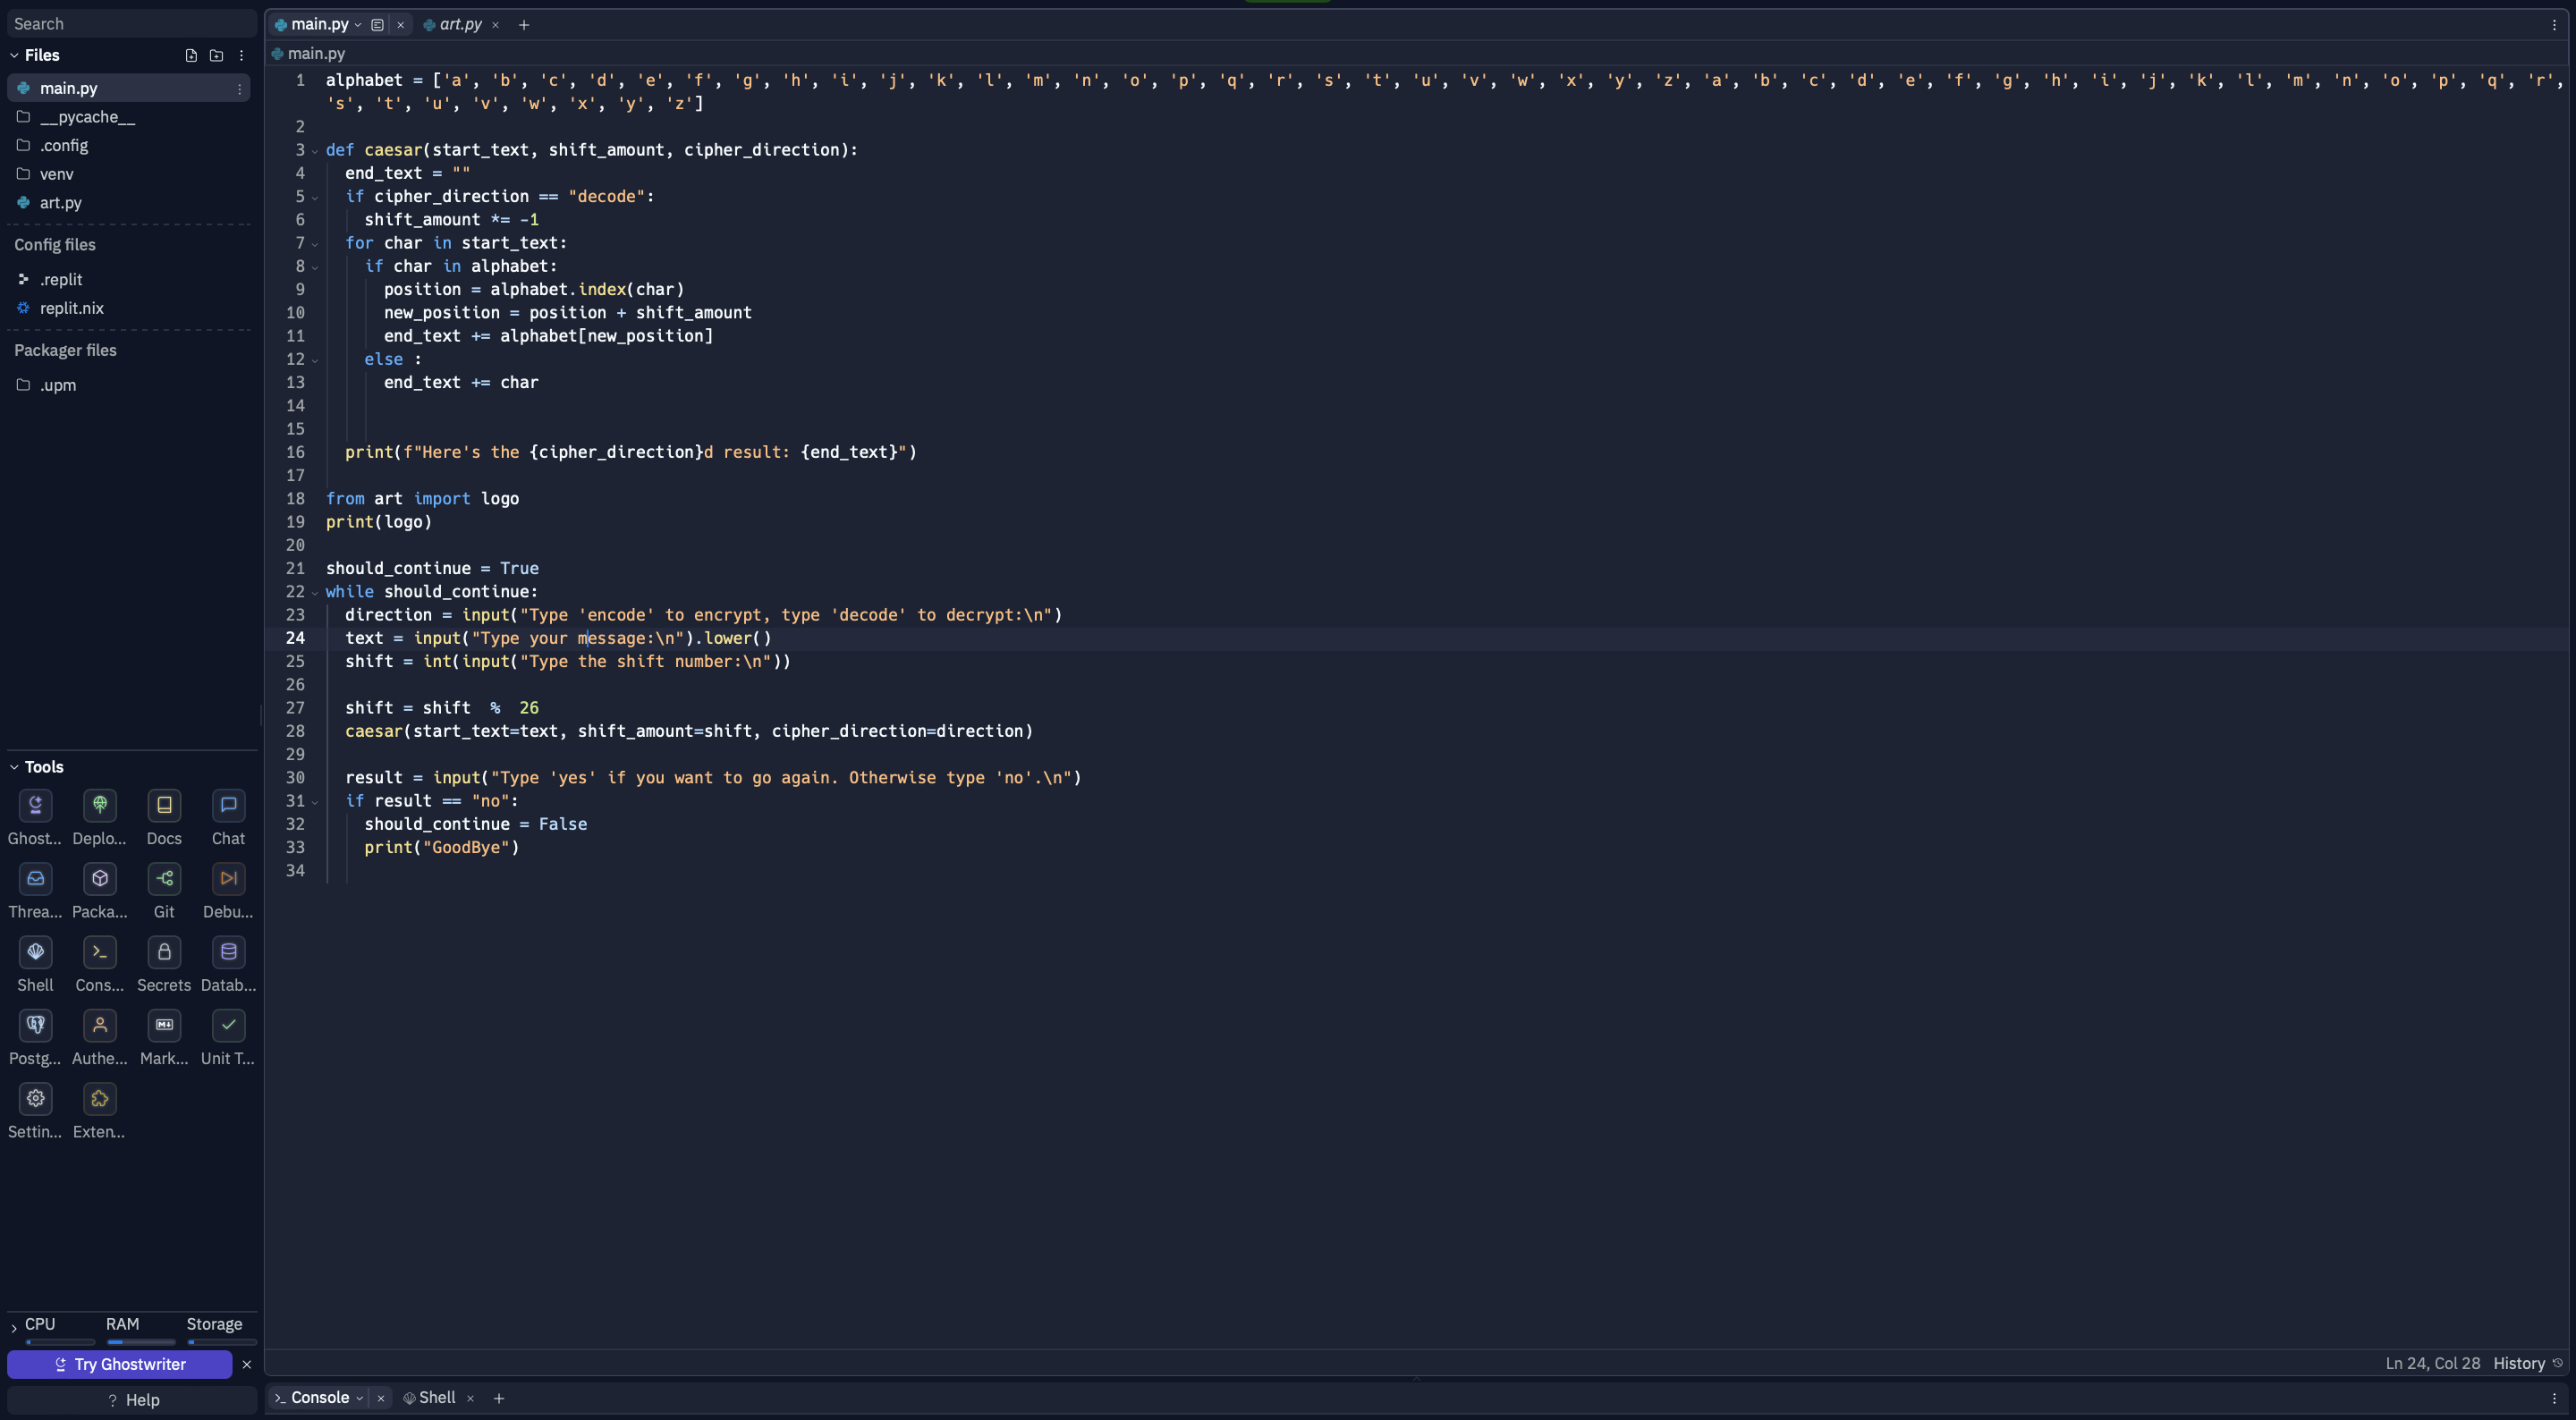 Search
Files
main.py
__pycache__
.config
venv
art.py
Config files
.replit
replit.nix
Packager files
.upm
Tools
Ghost... Deplo... Docs Chat
Threa... Packa... Git Debu...
Shell Cons... Secrets Datab...
Postg... Authe... Mark... Unit T...
Settin... Exten...
CPU RAM Storage
Try Ghostwriter
? Help
main.py art.py
main.py
1 alphabet = ['a', 'b', 'c', 'd', 'e', 'f', 'g', 'h', 'i', 'j', 'k', 'l', 'm', 'n', 'o', 'p', 'q', 'r', 's', 't', 'u', 'v', 'w', 'x', 'y', 'z', 'a', 'b', 'c', 'd', 'e', 'f', 'g', 'h', 'i', 'j', 'k', 'l', 'm', 'n', 'o', 'p', 'q', 'r',
's', 't', 'u', 'v', 'w', 'x', 'y', 'z']
2
3 def caesar(start_text, shift_amount, cipher_direction):
4   end_text = ""
5   if cipher_direction == "decode":
6     shift_amount *= -1
7   for char in start_text:
8     if char in alphabet:
9       position = alphabet.index(char)
10       new_position = position + shift_amount
11       end_text += alphabet[new_position]
12     else :
13       end_text += char
14
15
16   print(f"Here's the {cipher_direction}d result: {end_text}")
17
18 from art import logo
19 print(logo)
20
21 should_continue = True
22 while should_continue:
23   direction = input("Type 'encode' to encrypt, type 'decode' to decrypt:\n")
24   text = input("Type your message:\n").lower()
25   shift = int(input("Type the shift number:\n"))
26
27   shift = shift  %  26
28   caesar(start_text=text, shift_amount=shift, cipher_direction=direction)
29
30   result = input("Type 'yes' if you want to go again. Otherwise type 'no'.\n")
31   if result == "no":
32     should_continue = False
33     print("GoodBye")
34
Ln 24, Col 28 History
Console Shell